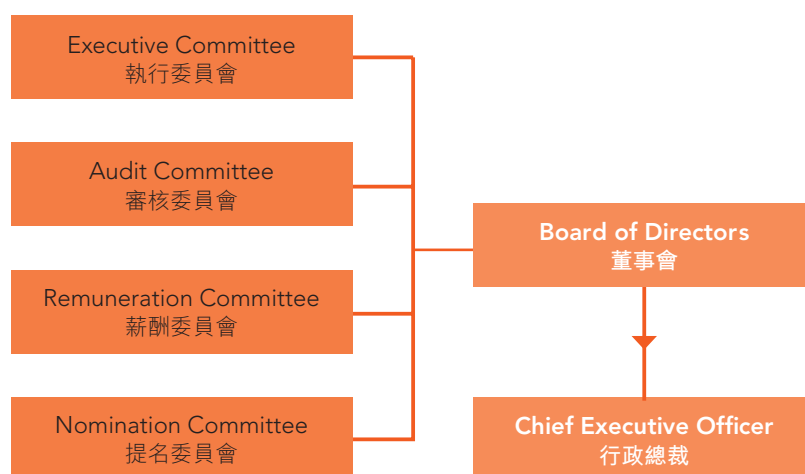 Executive Committee
執行委員會
Audit Committee
審核委員會
Remuneration Committee
薪酬委員會
Nomination Committee
提名委員會
Board of Directors
董事會
Chief Executive Officer
行政總裁